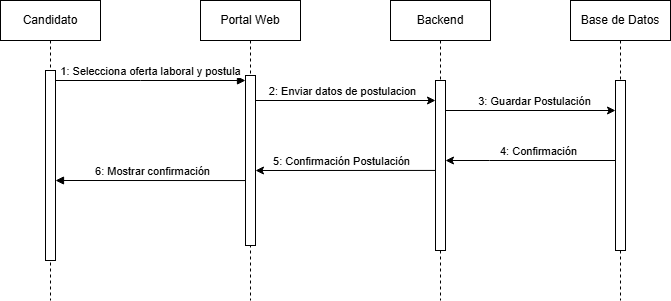 Candidato
Portal Web
Backend
Base de Datos
1: Selecciona oferta laboral y postula
2: Enviar datos de postulacion
3: Guardar Postulación
4: Confirmación
5: Confirmación Postulación
6: Mostrar confirmación